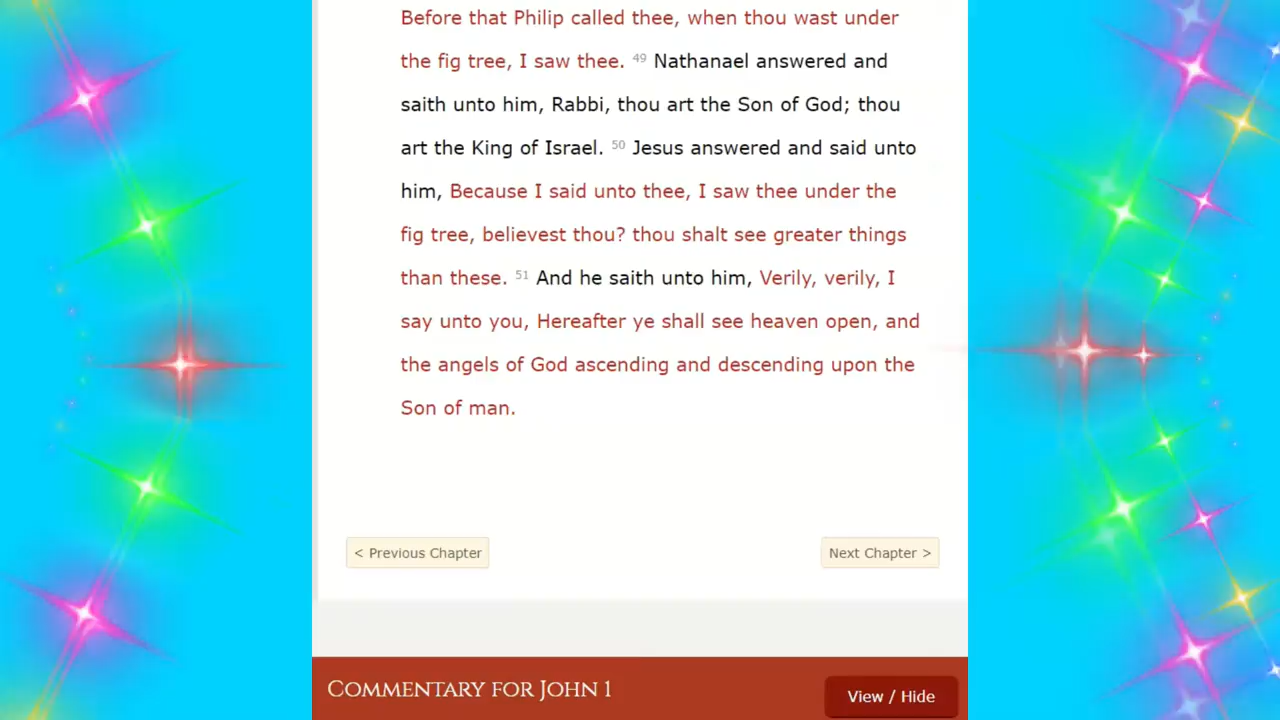 Before that Philip called thee, when thou wast under
the fig tree, I saw thee. 49 Nathanael answered and
saith unto him, Rabbi, thou art the Son of God; thou
art the King of Israel. 50 Jesus answered and said unto
him, Because I said unto thee, I saw thee under the
fig tree, believest thou? thou shalt see greater things
than these. 51 And he saith unto him, Verily, verily, I
say unto you, Hereafter ye shall see heaven open, and
the angels of God ascending and descending upon the
Son of man.
< Previous Chapter
Next Chapter >
Commentary for John 1
View / Hide